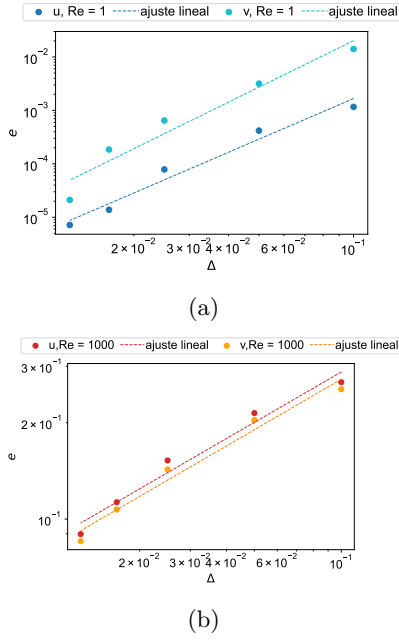 u, Re = 1 ajuste lineal v, Re = 1 ajuste lineal
10⁻²
10⁻³
e
10⁻⁴
10⁻⁵
2 × 10⁻² 3 × 10⁻² 4 × 10⁻² 6 × 10⁻² 10⁻¹
Δ
(a)
u,Re = 1000 ajuste lineal v,Re = 1000 ajuste lineal
3 × 10⁻¹
2 × 10⁻¹
e
10⁻¹
2 × 10⁻² 3 × 10⁻² 4 × 10⁻² 6 × 10⁻² 10⁻¹
Δ
(b)